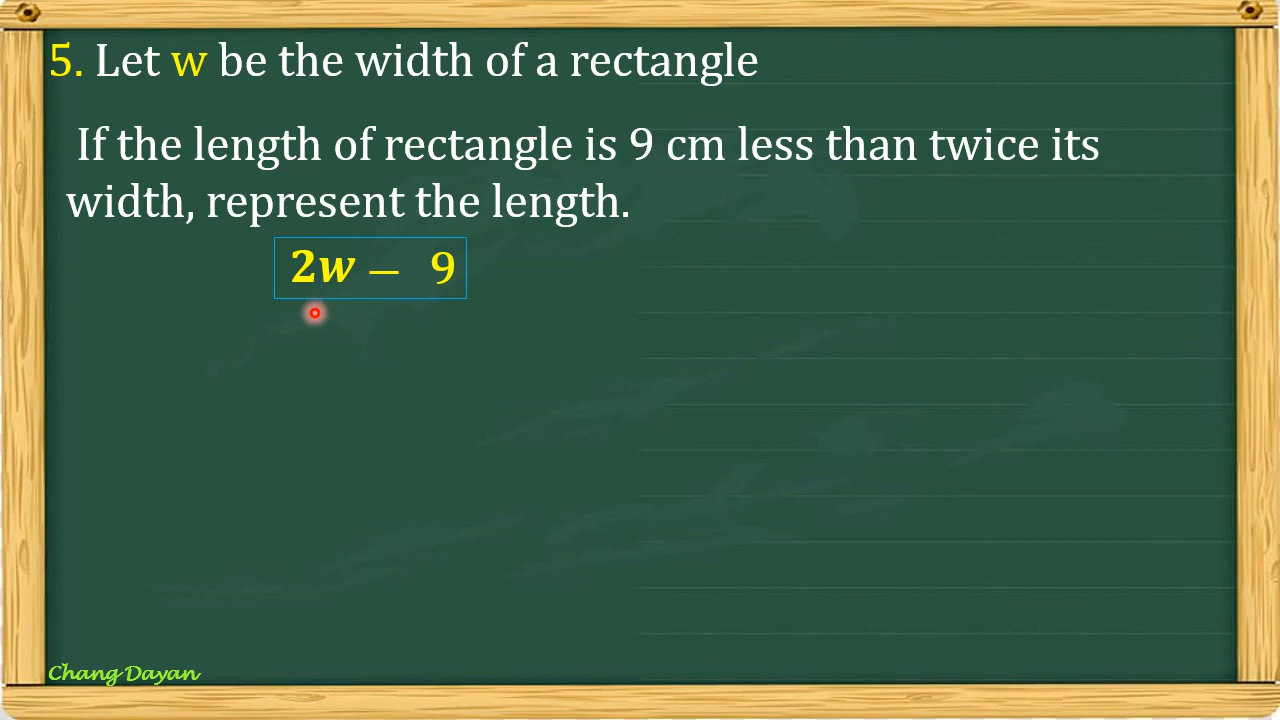 5. Let w be the width of a rectangle
If the length of rectangle is 9 cm less than twice its
width, represent the length.
2w – 9
Chang Dayan